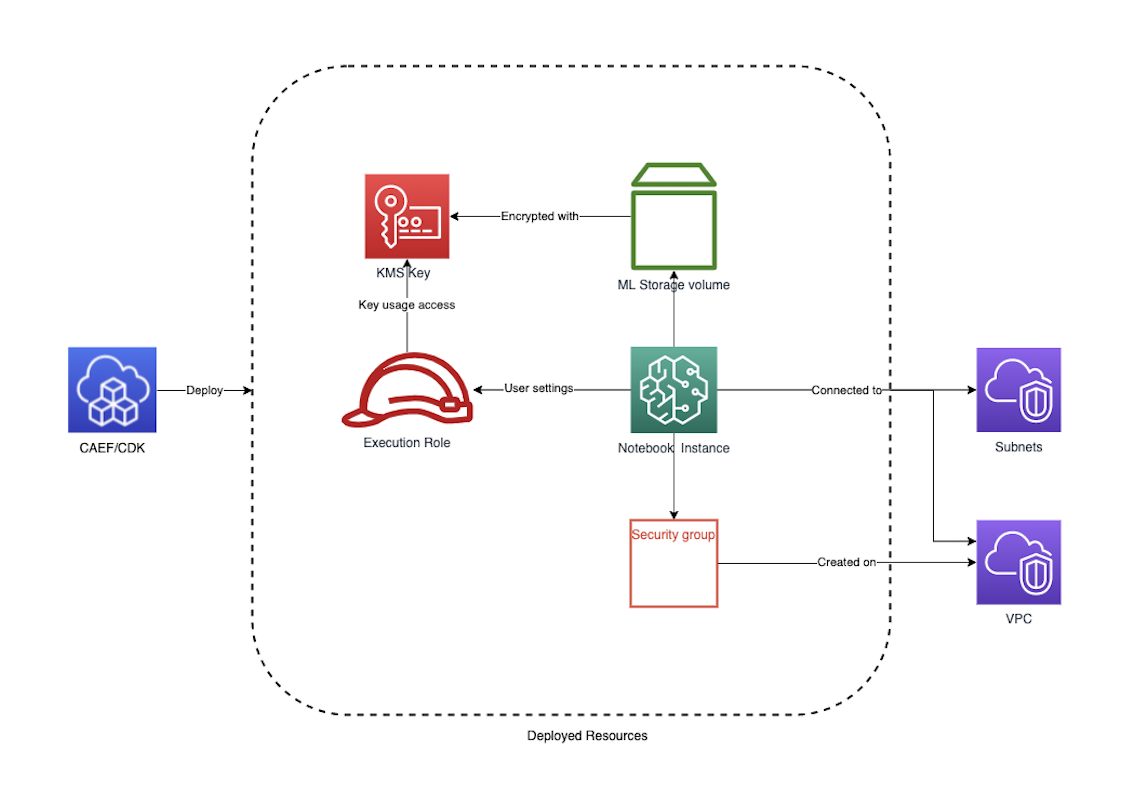 Encrypted with
KMS Key
ML Storage volume
Key usage access
Deploy
User settings
Connected to
CAEF/CDK
Execution Role
Notebook Instance
Subnets
Security group
Created on
VPC
Deployed Resources